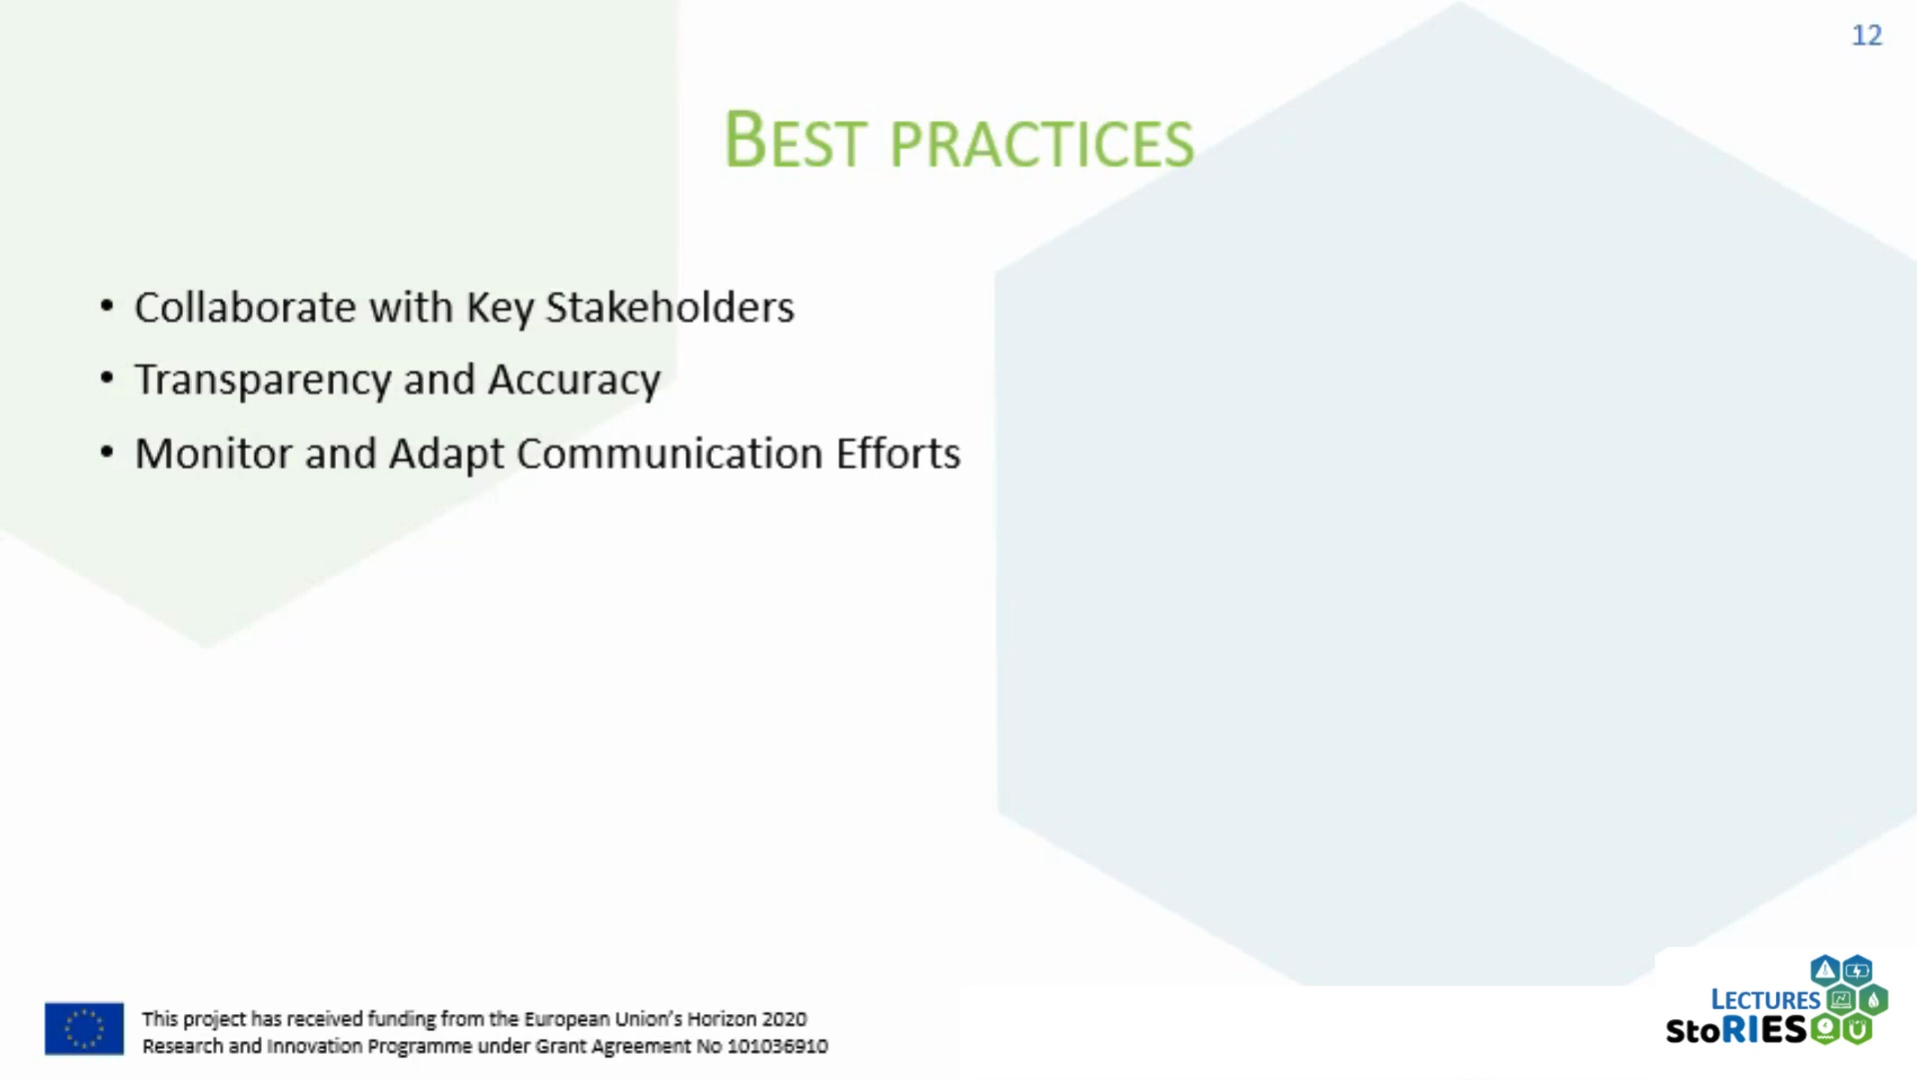 12
BEST PRACTICES
• Collaborate with Key Stakeholders
• Transparency and Accuracy
• Monitor and Adapt Communication Efforts
This project has received funding from the European Union's Horizon 2020
Research and Innovation Programme under Grant Agreement No 101036910
LECTURES
StoRIES